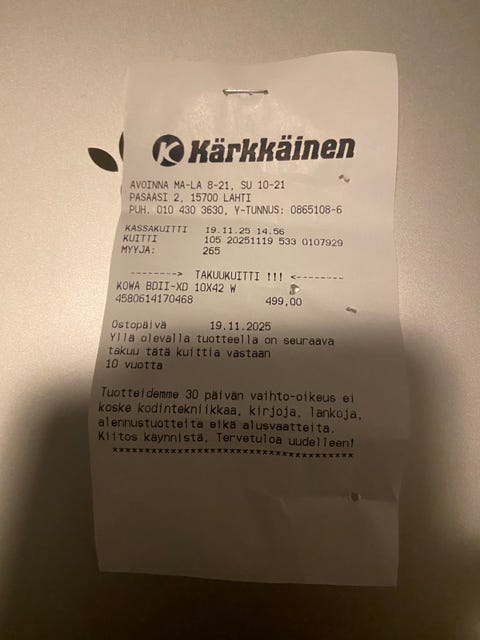 K Kärkkäinen
AVOINNA MA-LA 8-21, SU 10-21
PASAASI 2, 15700 LAHTI
PUH. 010 430 3630, Y-TUNNUS: 0865108-6
KASSAKUITTI 19.11.25 14.56
KUITTI 105 20251119 533 0107929
MYYJÄ: 265
--------> TAKUUKUITTI !!! <--------
KOWA BDII-XD 10X42 W
4580614170468 499,00
Ostopäivä 19.11.2025
Yllä olevalla tuotteella on seuraava
takuu tätä kuittia vastaan
10 vuotta
Tuotteidemme 30 päivän vaihto-oikeus ei
koske kodintekniikkaa, kirjoja, lankoja,
alennustuotteita eikä alusvaatteita.
Kiitos käynnistä, Tervetuloa uudelleen!
***************************************